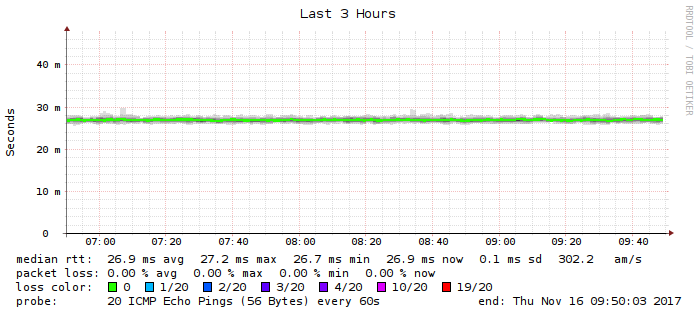 Last 3 Hours
RRDTOOL / TOBI OETIKER
Seconds
40 m
30 m
20 m
10 m
0
07:00 07:20 07:40 08:00 08:20 08:40 09:00 09:20 09:40
median rtt: 26.9 ms avg 27.2 ms max 26.7 ms min 26.9 ms now 0.1 ms sd 302.2 am/s
packet loss: 0.00 % avg 0.00 % max 0.00 % min 0.00 % now
loss color: 0 1/20 2/20 3/20 4/20 10/20 19/20
probe: 20 ICMP Echo Pings (56 Bytes) every 60s end: Thu Nov 16 09:50:03 2017